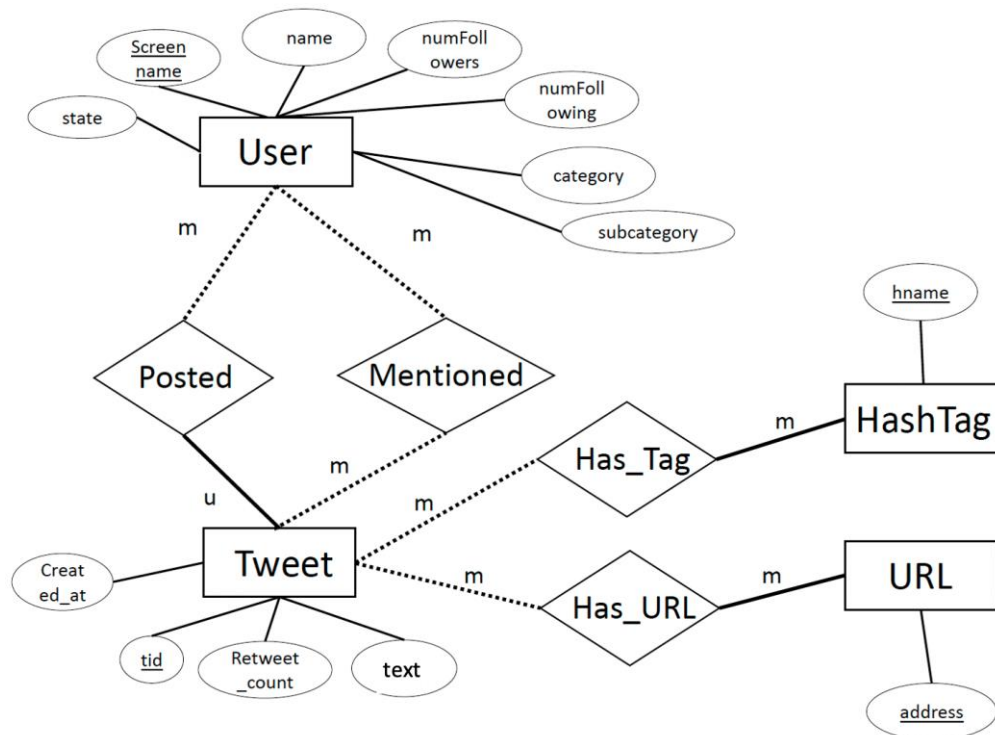 Screen
name
name
numFoll
owers
numFoll
owing
state
User
category
subcategory
m
m
hname
Posted
Mentioned
HashTag
m
Has_Tag
m
m
u
m
Tweet
URL
m
m
Has_URL
Creat
ed_at
tid
Retweet
_count
text
address